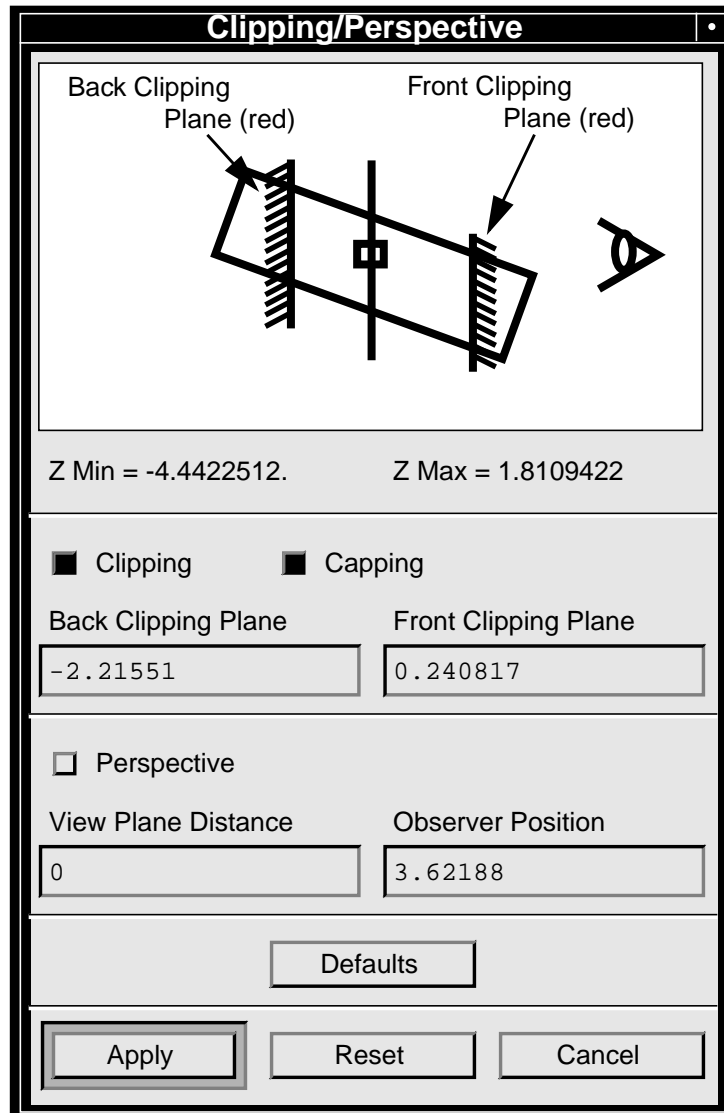 Clipping/Perspective
Back Clipping
Plane (red)
Front Clipping
Plane (red)
Z Min = -4.4422512.
Z Max = 1.8109422
Clipping
Capping
Back Clipping Plane
Front Clipping Plane
-2.21551
0.240817
Perspective
View Plane Distance
Observer Position
0
3.62188
Defaults
Apply
Reset
Cancel